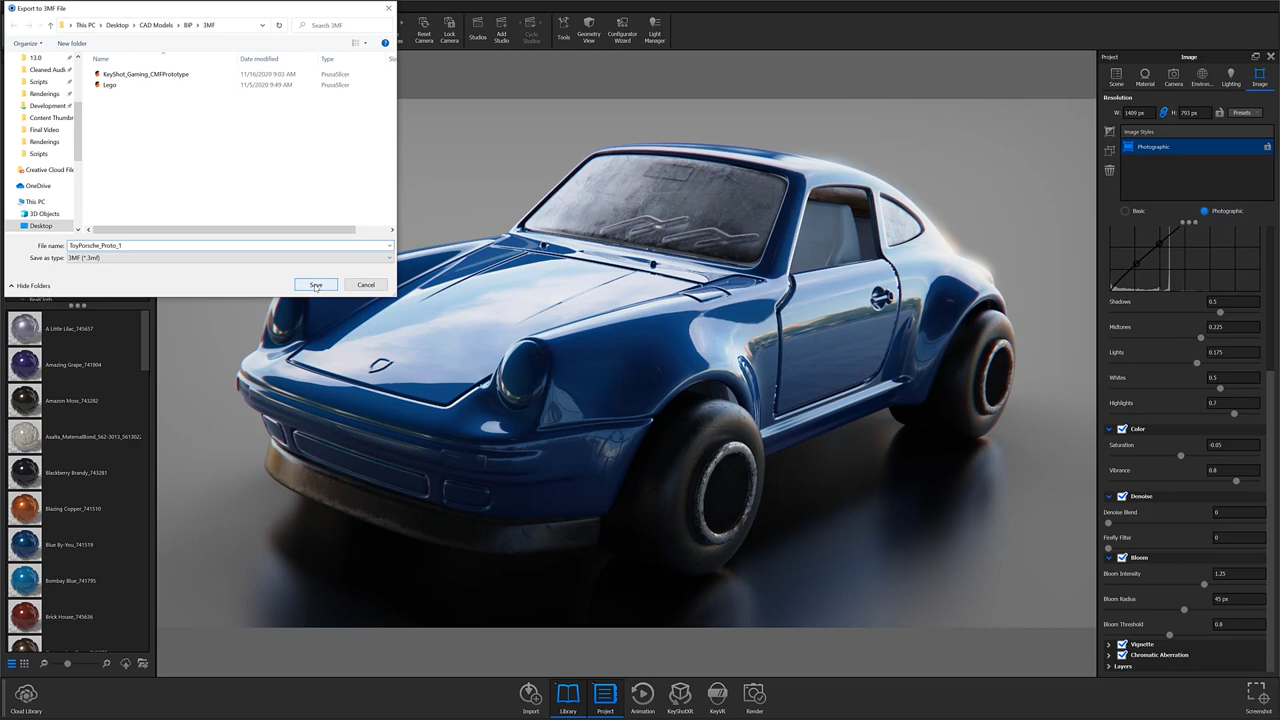 Export to 3MF File
This PC > Desktop > CAD Models > BIP > 3MF
Search 3MF
Organize
New folder
Name
Date modified
Type
KeyShot_Gaming_CMFPrototype
11/16/2020 9:03 AM
PrusaSlicer
Lego
11/5/2020 9:49 AM
PrusaSlicer
13.0
Cleaned Audi
Scripts
Renderings
Development
Content Thumbr
Final Video
Renderings
Scripts
Creative Cloud File
OneDrive
This PC
3D Objects
Desktop
File name:
ToyPorsche_Proto_1
Save as type:
3MF (*.3mf)
Hide Folders
Save
Cancel
Reset
Camera
Lock
Camera
Studios
Add
Studio
Cycle
Studios
Tools
Geometry
View
Configurator
Wizard
Light
Manager
A Little Lilac_745657
Amazing Grape_741904
Amazon Moss_743282
Axalta_MaternalBond_562-3013_561302
Blackberry Brandy_743281
Blazing Copper_741510
Blue By-You_741519
Bombay Blue_741795
Brick House_745636
Project
Image
Scene
Material
Camera
Environ...
Lighting
Image
Resolution
W:
1409 px
H:
793 px
Presets
Image Styles
Photographic
Basic
Photographic
Shadows
0.5
Midtones
0.225
Lights
0.175
Whites
0.5
Highlights
0.7
Color
Saturation
-0.05
Vibrance
0.8
Denoise
Denoise Blend
0
Firefly Filter
0
Bloom
Bloom Intensity
1.25
Bloom Radius
45 px
Bloom Threshold
0.8
Vignette
Chromatic Aberration
Layers
Cloud Library
Import
Library
Project
Animation
KeyShotXR
KeyVR
Render
Screenshot